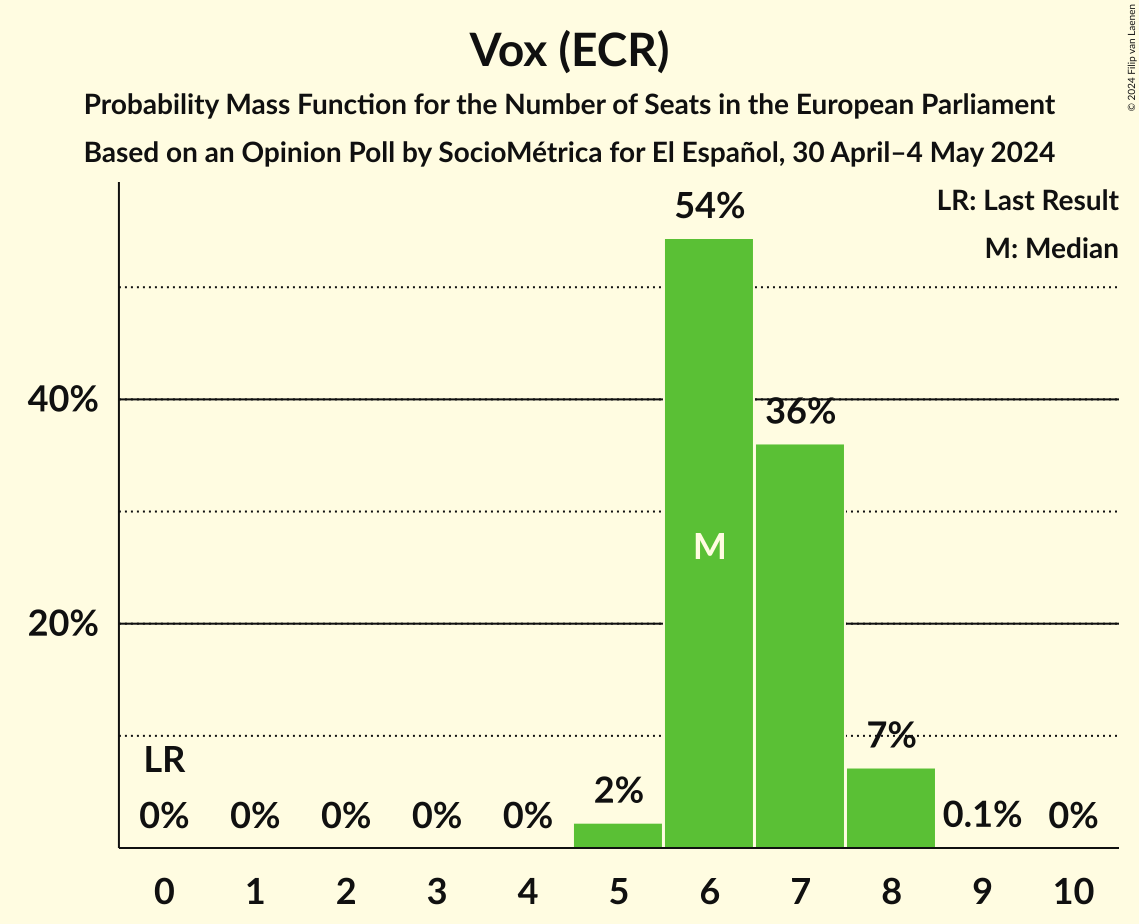 Vox (ECR)
Probability Mass Function for the Number of Seats in the European Parliament
Based on an Opinion Poll by SocioMétrica for El Español, 30 April–4 May 2024
© 2024 Filip van Laenen
LR: Last Result
M: Median
54%
40%
36%
M
20%
7%
LR
2%
0% 0% 0% 0% 0% 0.1% 0%
0 1 2 3 4 5 6 7 8 9 10